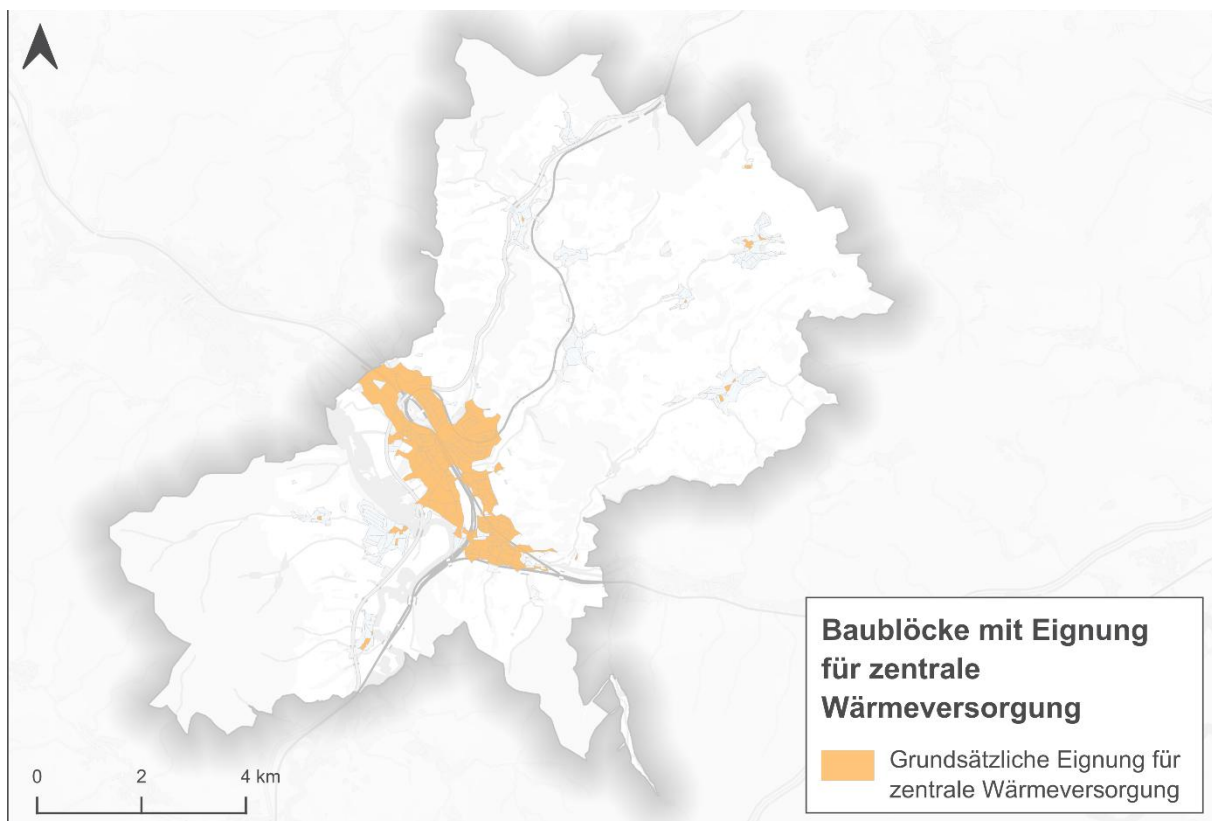 0 2 4 km
Baublöcke mit Eignung
für zentrale
Wärmeversorgung
Grundsätzliche Eignung für
zentrale Wärmeversorgung